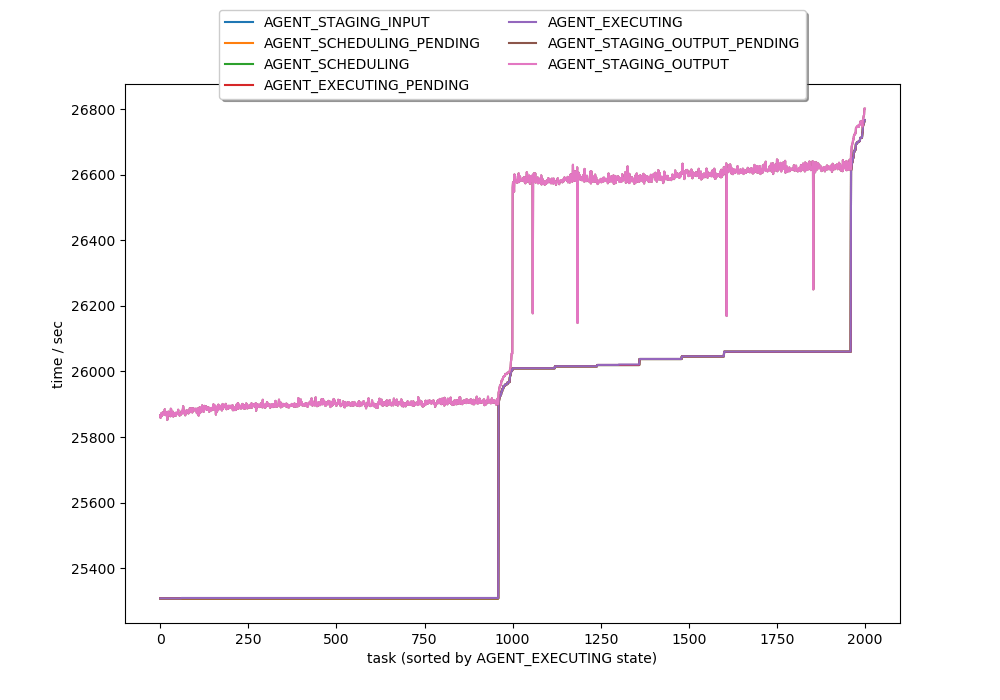 AGENT_STAGING_INPUT
AGENT_SCHEDULING_PENDING
AGENT_SCHEDULING
AGENT_EXECUTING_PENDING
AGENT_EXECUTING
AGENT_STAGING_OUTPUT_PENDING
AGENT_STAGING_OUTPUT
26800
26600
26400
26200
26000
25800
25600
25400
time / sec
0 250 500 750 1000 1250 1500 1750 2000
task (sorted by AGENT_EXECUTING state)